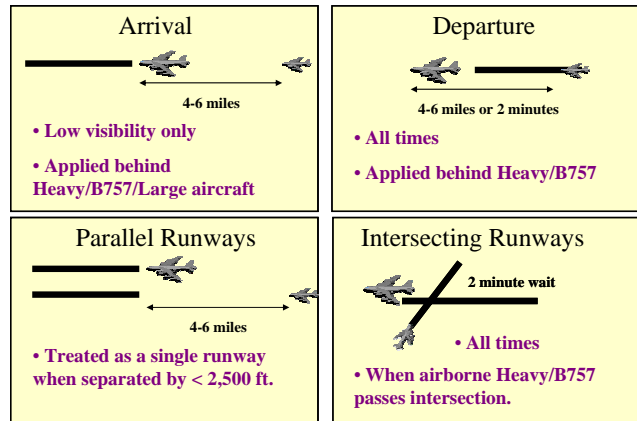 Arrival
4-6 miles
• Low visibility only
• Applied behind
Heavy/B757/Large aircraft
Departure
4-6 miles or 2 minutes
• All times
• Applied behind Heavy/B757
Parallel Runways
4-6 miles
• Treated as a single runway
when separated by < 2,500 ft.
Intersecting Runways
2 minute wait
• All times
• When airborne Heavy/B757
passes intersection.